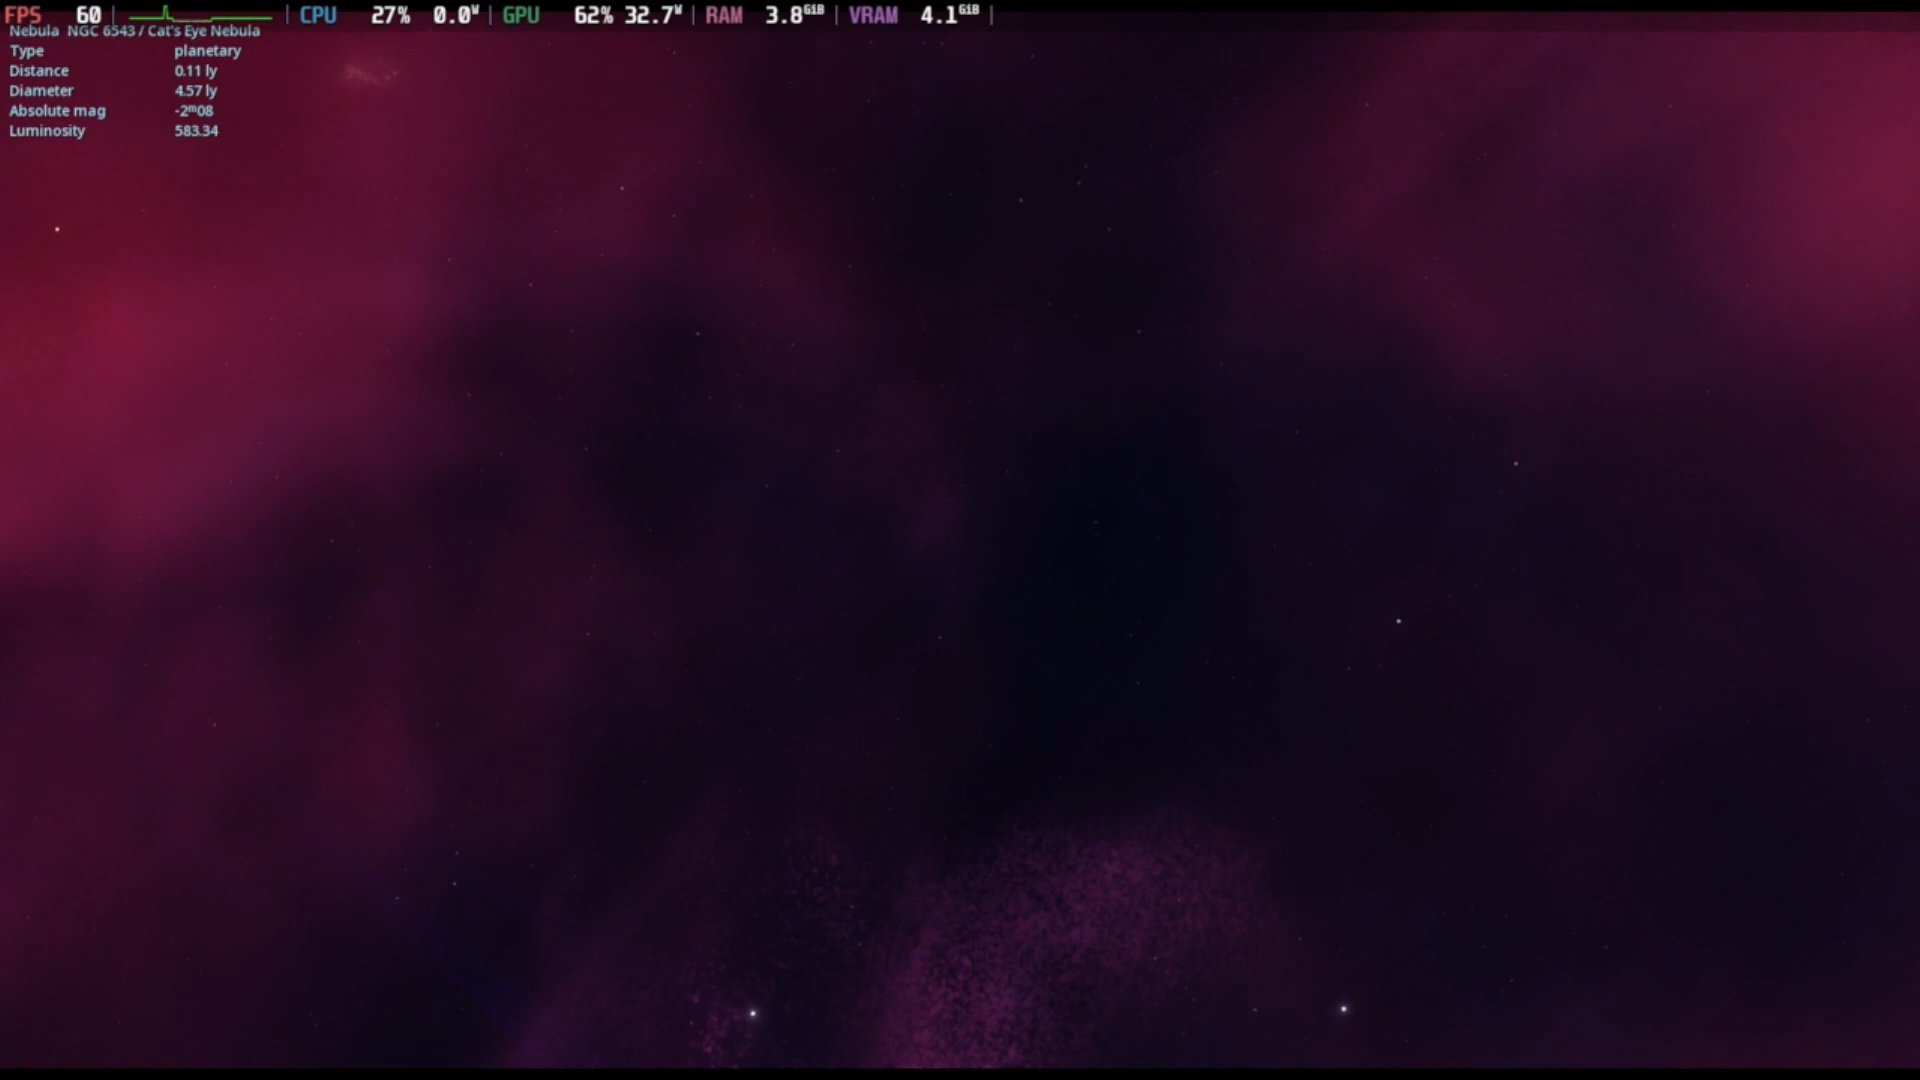 FPS 60 | CPU 27% 0.0W | GPU 62% 32.7W | RAM 3.8GiB | VRAM 4.1GiB |
Nebula NGC 6543 / Cat's Eye Nebula
Type planetary
Distance 0.11 ly
Diameter 4.57 ly
Absolute mag -2ᵐ08
Luminosity 583.34